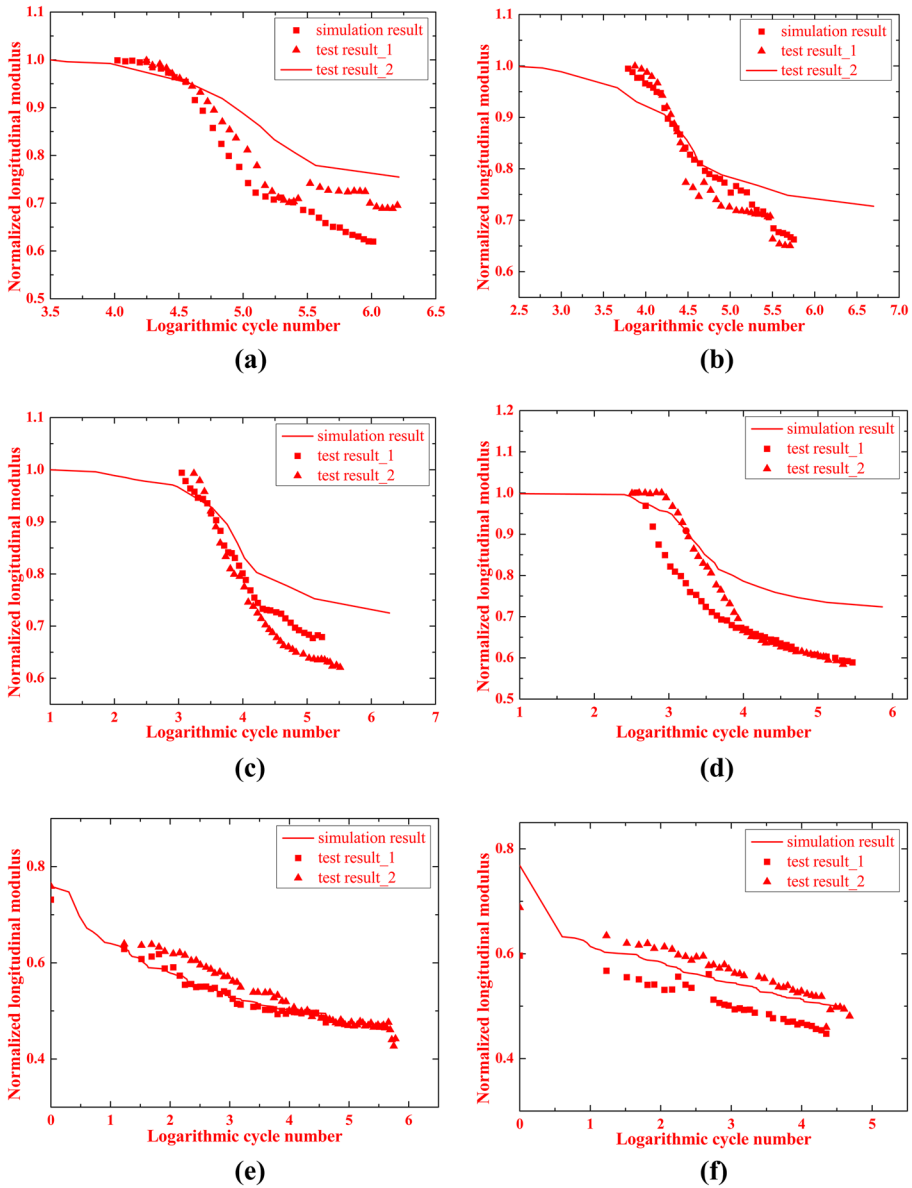 simulation result
test result_1
test result_2
Normalized longitudinal modulus
1.1
1.0
0.9
0.8
0.7
0.6
0.5
3.5 4.0 4.5 5.0 5.5 6.0 6.5
Logarithmic cycle number
(a)
simulation result
test result_1
test result_2
Normalized longitudinal modulus
1.0
0.9
0.8
0.7
0.6
2.5 3.0 3.5 4.0 4.5 5.0 5.5 6.0 6.5 7.0
Logarithmic cycle number
(b)
simulation result
test result_1
test result_2
Normalized longitudinal modulus
1.1
1.0
0.9
0.8
0.7
0.6
1 2 3 4 5 6 7
Logarithmic cycle number
(c)
simulation result
test result_1
test result_2
Normalized longitudinal modulus
1.2
1.1
1.0
0.9
0.8
0.7
0.6
0.5
1 2 3 4 5 6
Logarithmic cycle number
(d)
simulation result
test result_1
test result_2
Normalized longitudinal modulus
0.8
0.6
0.4
0 1 2 3 4 5 6
Logarithmic cycle number
(e)
simulation result
test result_1
test result_2
Normalized longitudinal modulus
0.8
0.6
0.4
0 1 2 3 4 5
Logarithmic cycle number
(f)